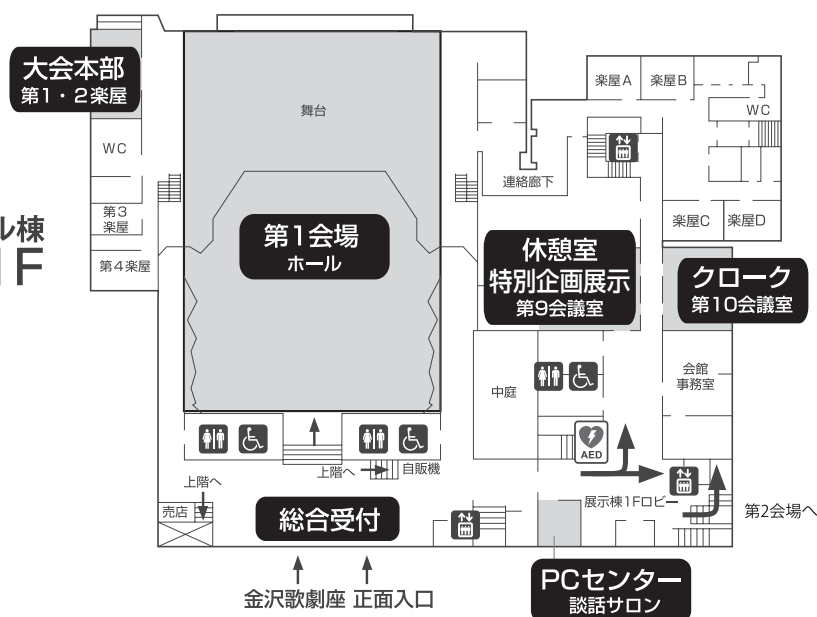 大会本部
第1・2楽屋
WC
第3
楽屋
第4楽屋
ル棟
1F
舞台
第1会場
ホール
楽屋A
楽屋B
WC
連絡廊下
楽屋C
楽屋D
休憩室
特別企画展示
第9会議室
クローク
第10会議室
中庭
会館
事務室
AED
上階へ
自販機
上階へ
売店
総合受付
展示棟1Fロビー
第2会場へ
金沢歌劇座 正面入口
PCセンター
談話サロン